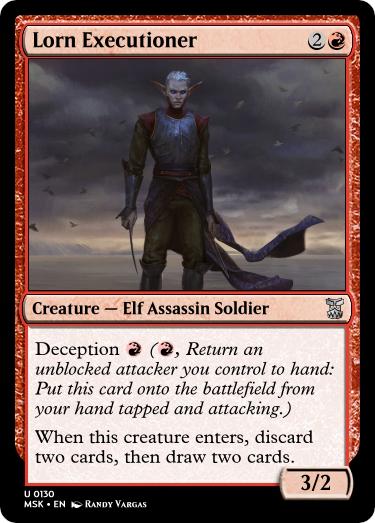 Lorn Executioner 2
Creature — Elf Assassin Soldier
Deception (, Return an
unblocked attacker you control to hand:
Put this card onto the battlefield from
your hand tapped and attacking.)
When this creature enters, discard
two cards, then draw two cards.
3/2
U 0130
MSK • EN Randy Vargas